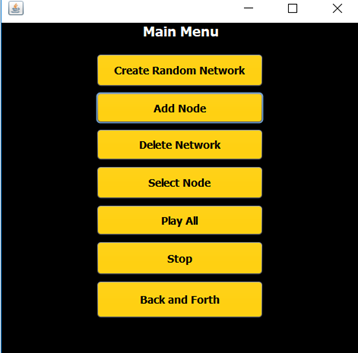 Main Menu
Create Random Network
Add Node
Delete Network
Select Node
Play All
Stop
Back and Forth